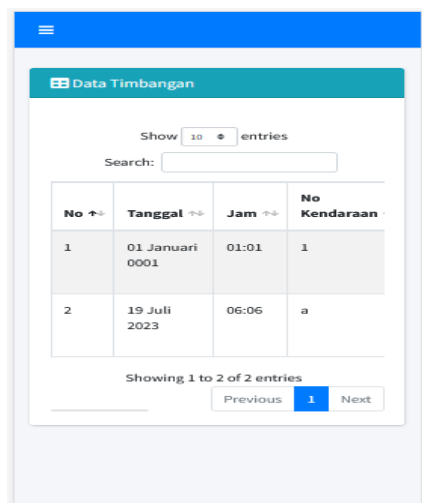 Data Timbangan
Show 10 entries
Search:
No Tanggal Jam No Kendaraan
1 01 Januari 0001 01:01 1
2 19 Juli 2023 06:06 a
Showing 1 to 2 of 2 entries
Previous 1 Next